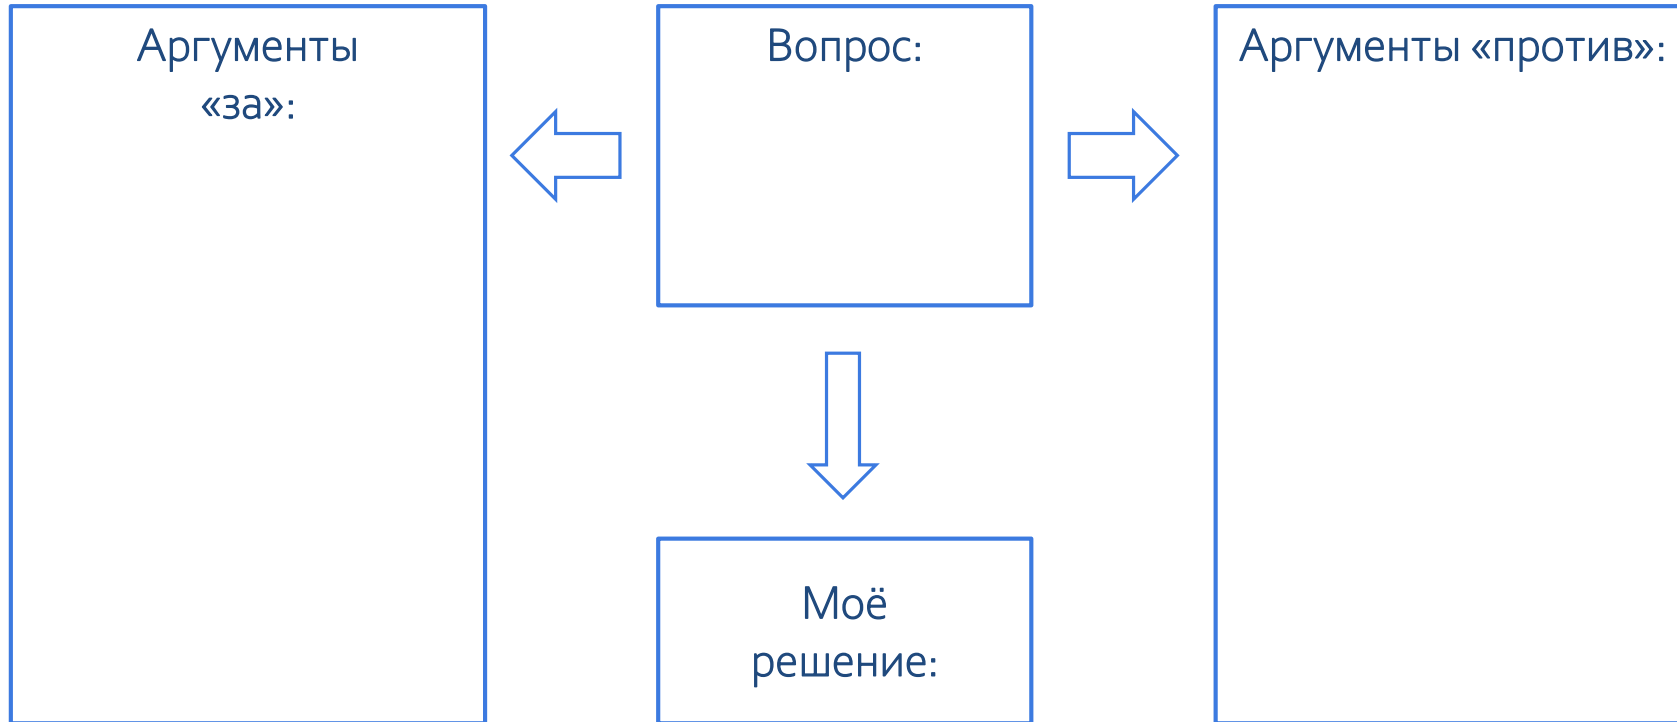 Аргументы
«за»:
Вопрос:
Аргументы «против»:
Моё
решение: